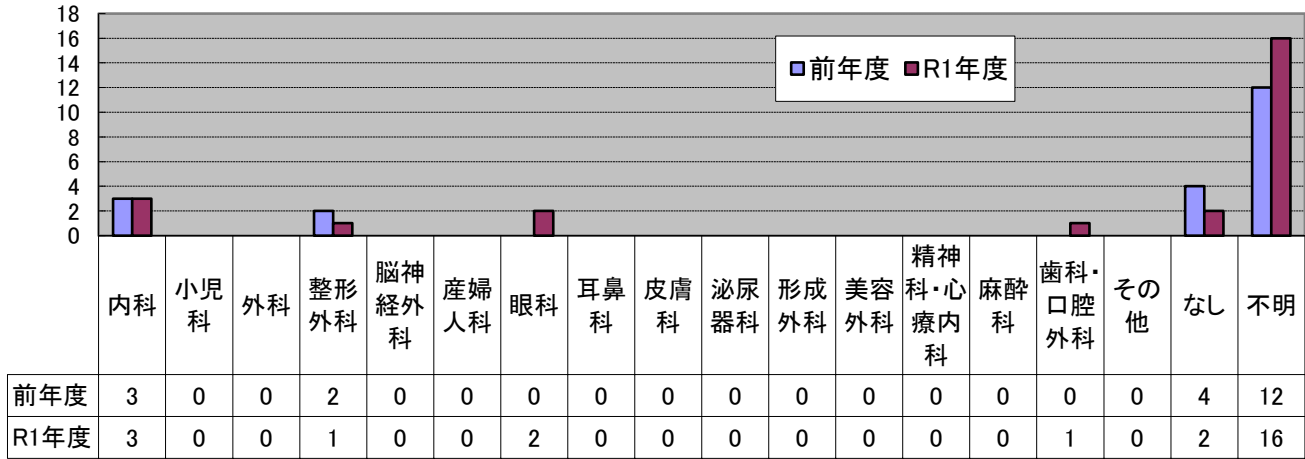 18
16
14
12
10
8
6
4
2
0
前年度 R1年度
内科
小児
科
外科
整形
外科
脳神
経外
科
産婦
人科
眼科
耳鼻
科
皮膚
科
泌尿
器科
形成
外科
美容
外科
精神
科・心
療内
科
麻酔
科
歯科・
口腔
外科
その
他
なし
不明
前年度 3 0 0 2 0 0 0 0 0 0 0 0 0 0 0 0 4 12
R1年度 3 0 0 1 0 0 2 0 0 0 0 0 0 0 1 0 2 16